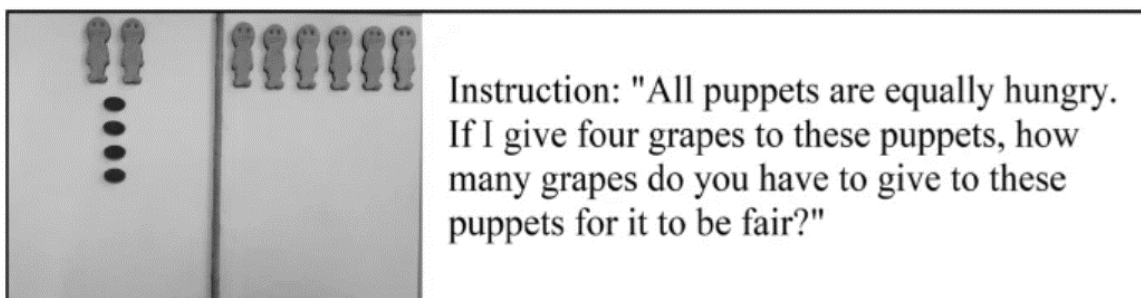 Instruction: "All puppets are equally hungry.
If I give four grapes to these puppets, how
many grapes do you have to give to these
puppets for it to be fair?"